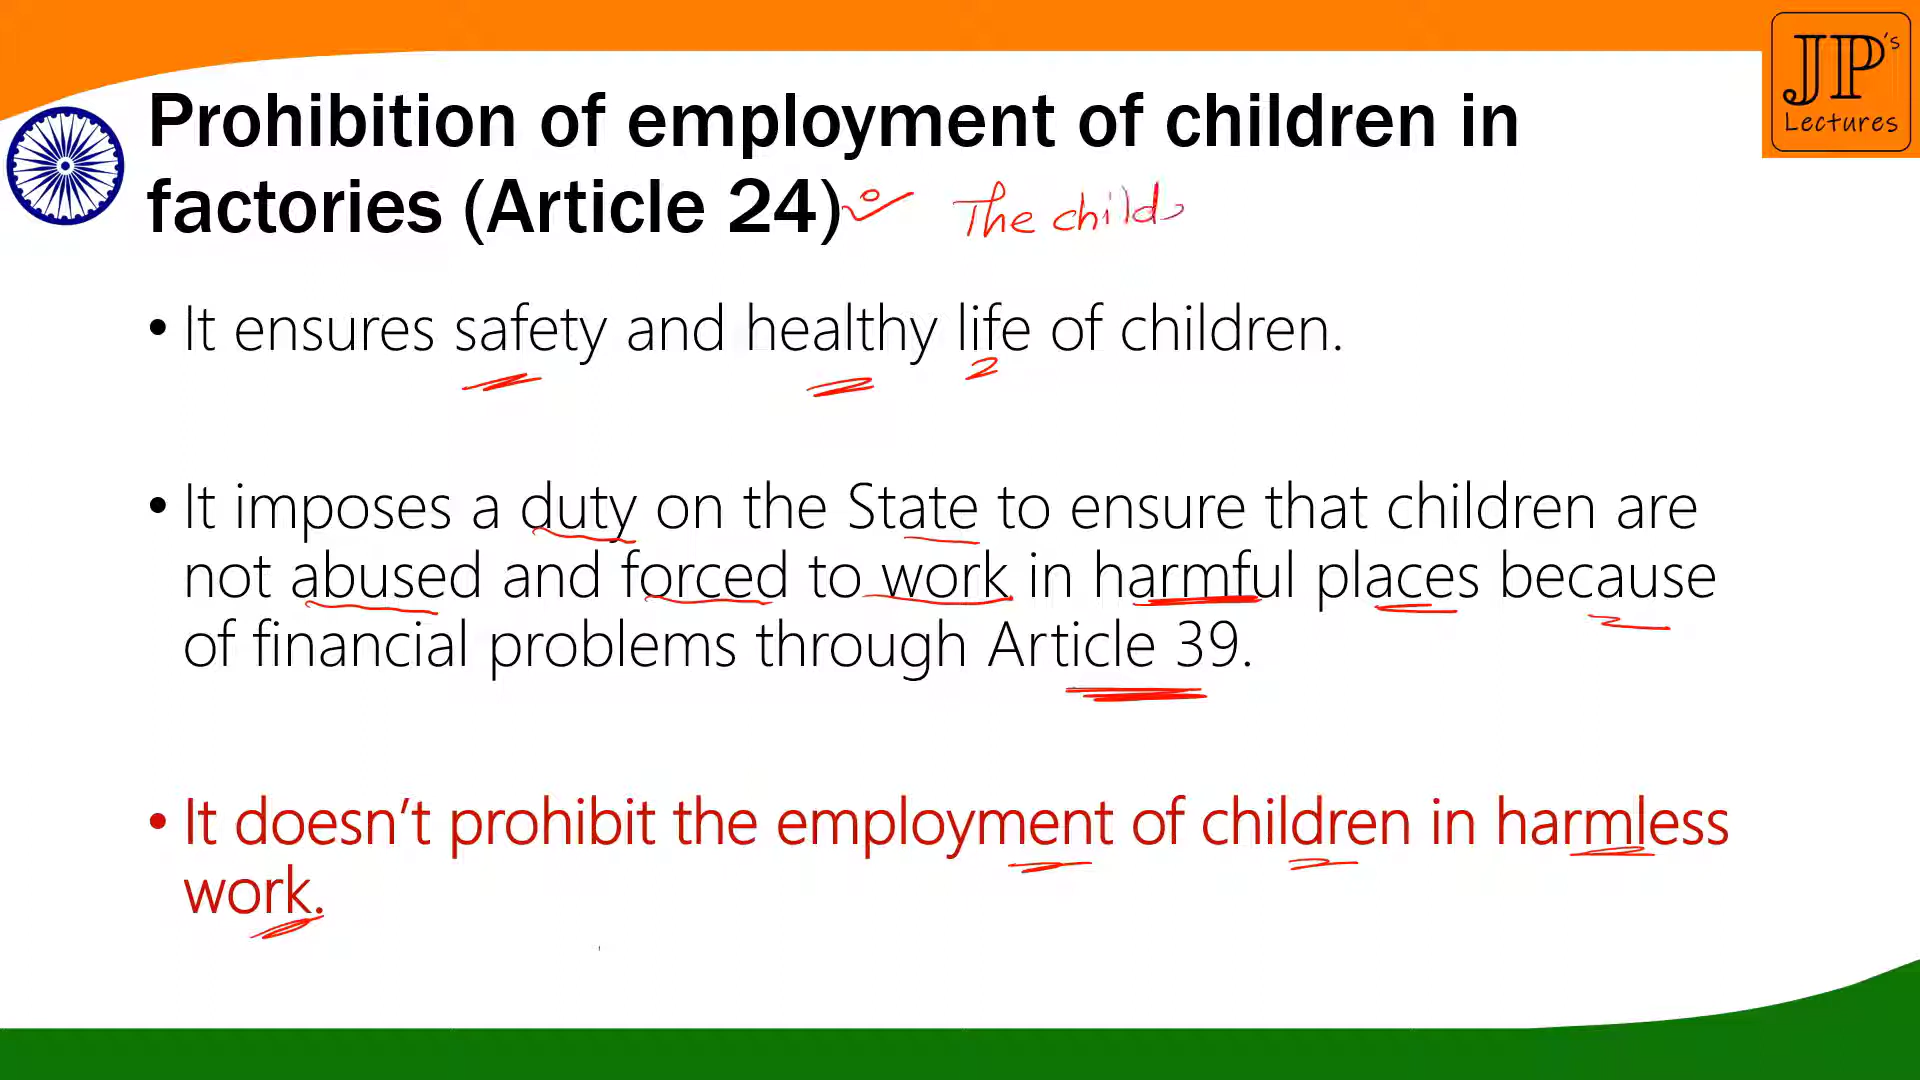 JP's
Lectures
Prohibition of employment of children in
factories (Article 24) The child
• It ensures safety and healthy life of children.
• It imposes a duty on the State to ensure that children are
not abused and forced to work in harmful places because
of financial problems through Article 39.
• It doesn't prohibit the employment of children in harmless
work.